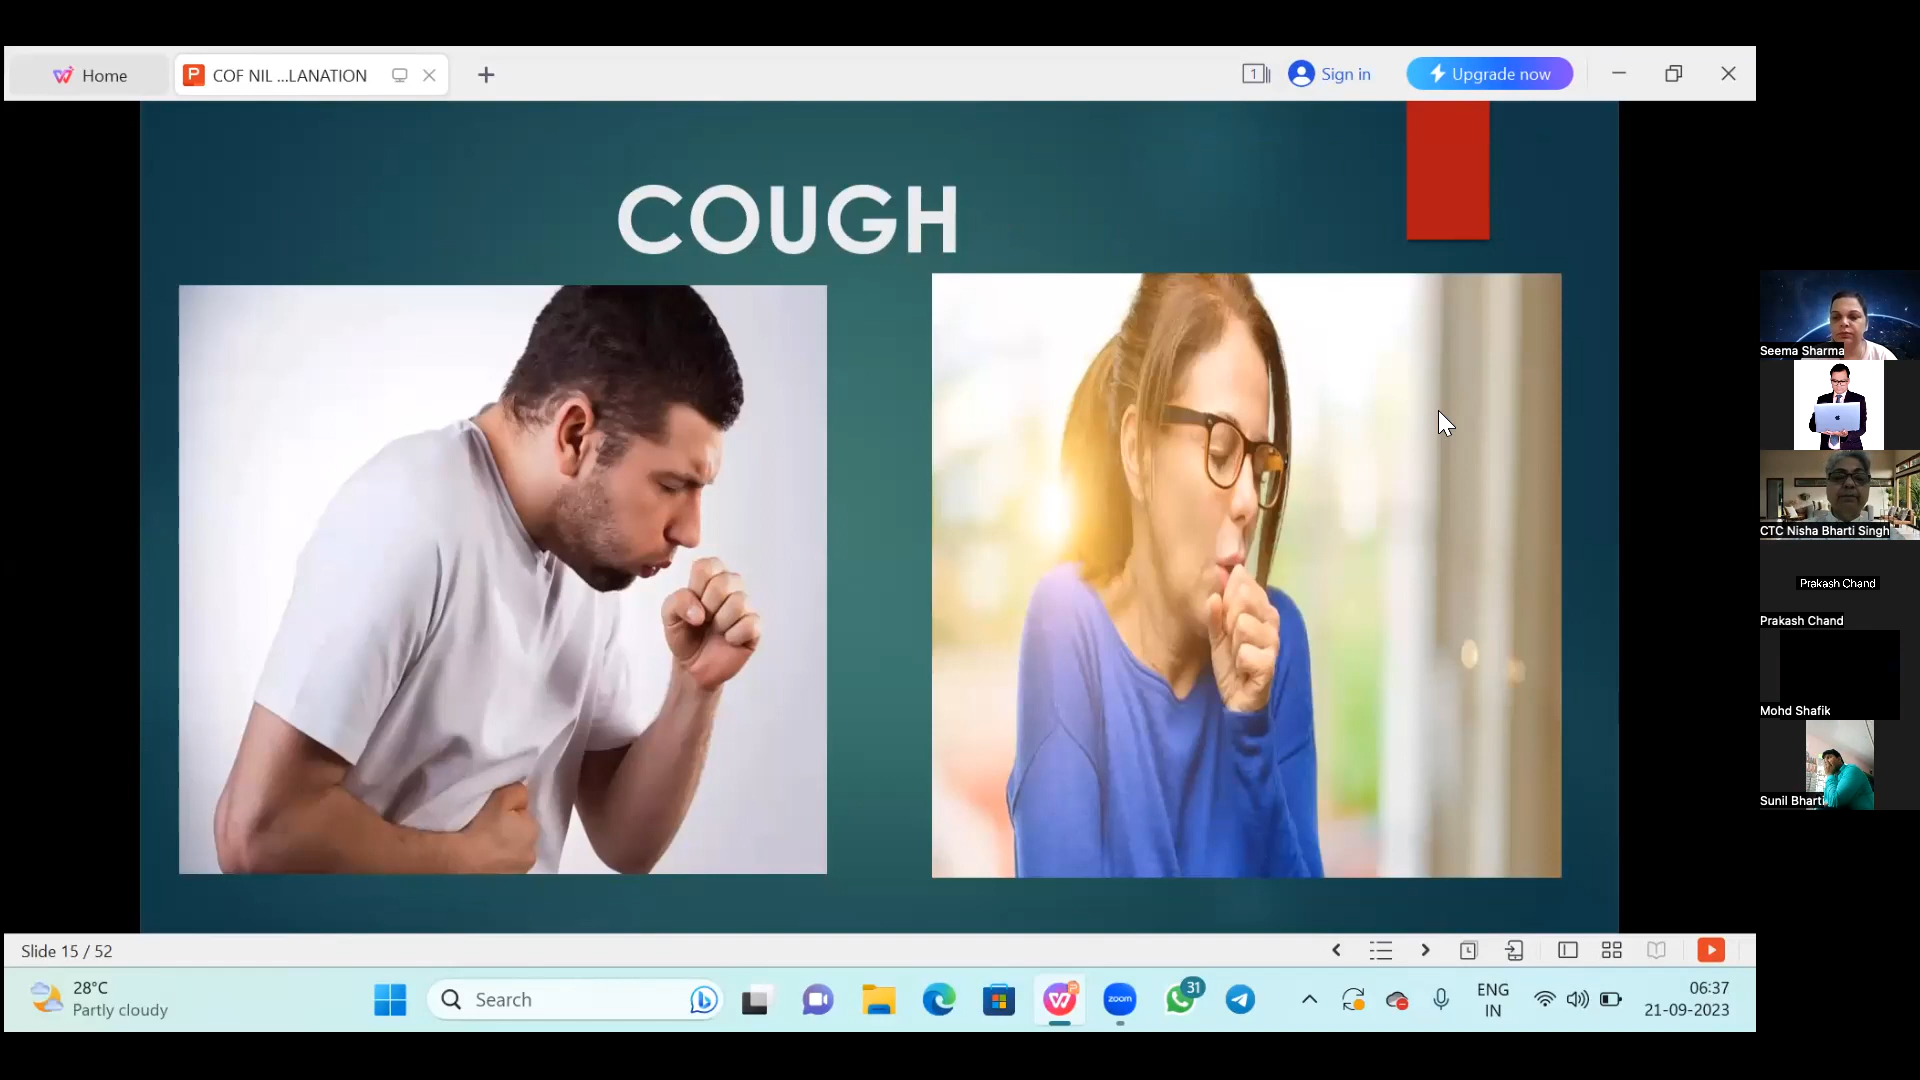 Home
COF NIL ...LANATION
1
Sign in
Upgrade now
COUGH
Seema Sharma
CTC Nisha Bharti Singh
Prakash Chand
Prakash Chand
Mohd Shafik
Sunil Bharti
Slide 15 / 52
28°C
Partly cloudy
Search
zoom
31
ENG
IN
06:37
21-09-2023